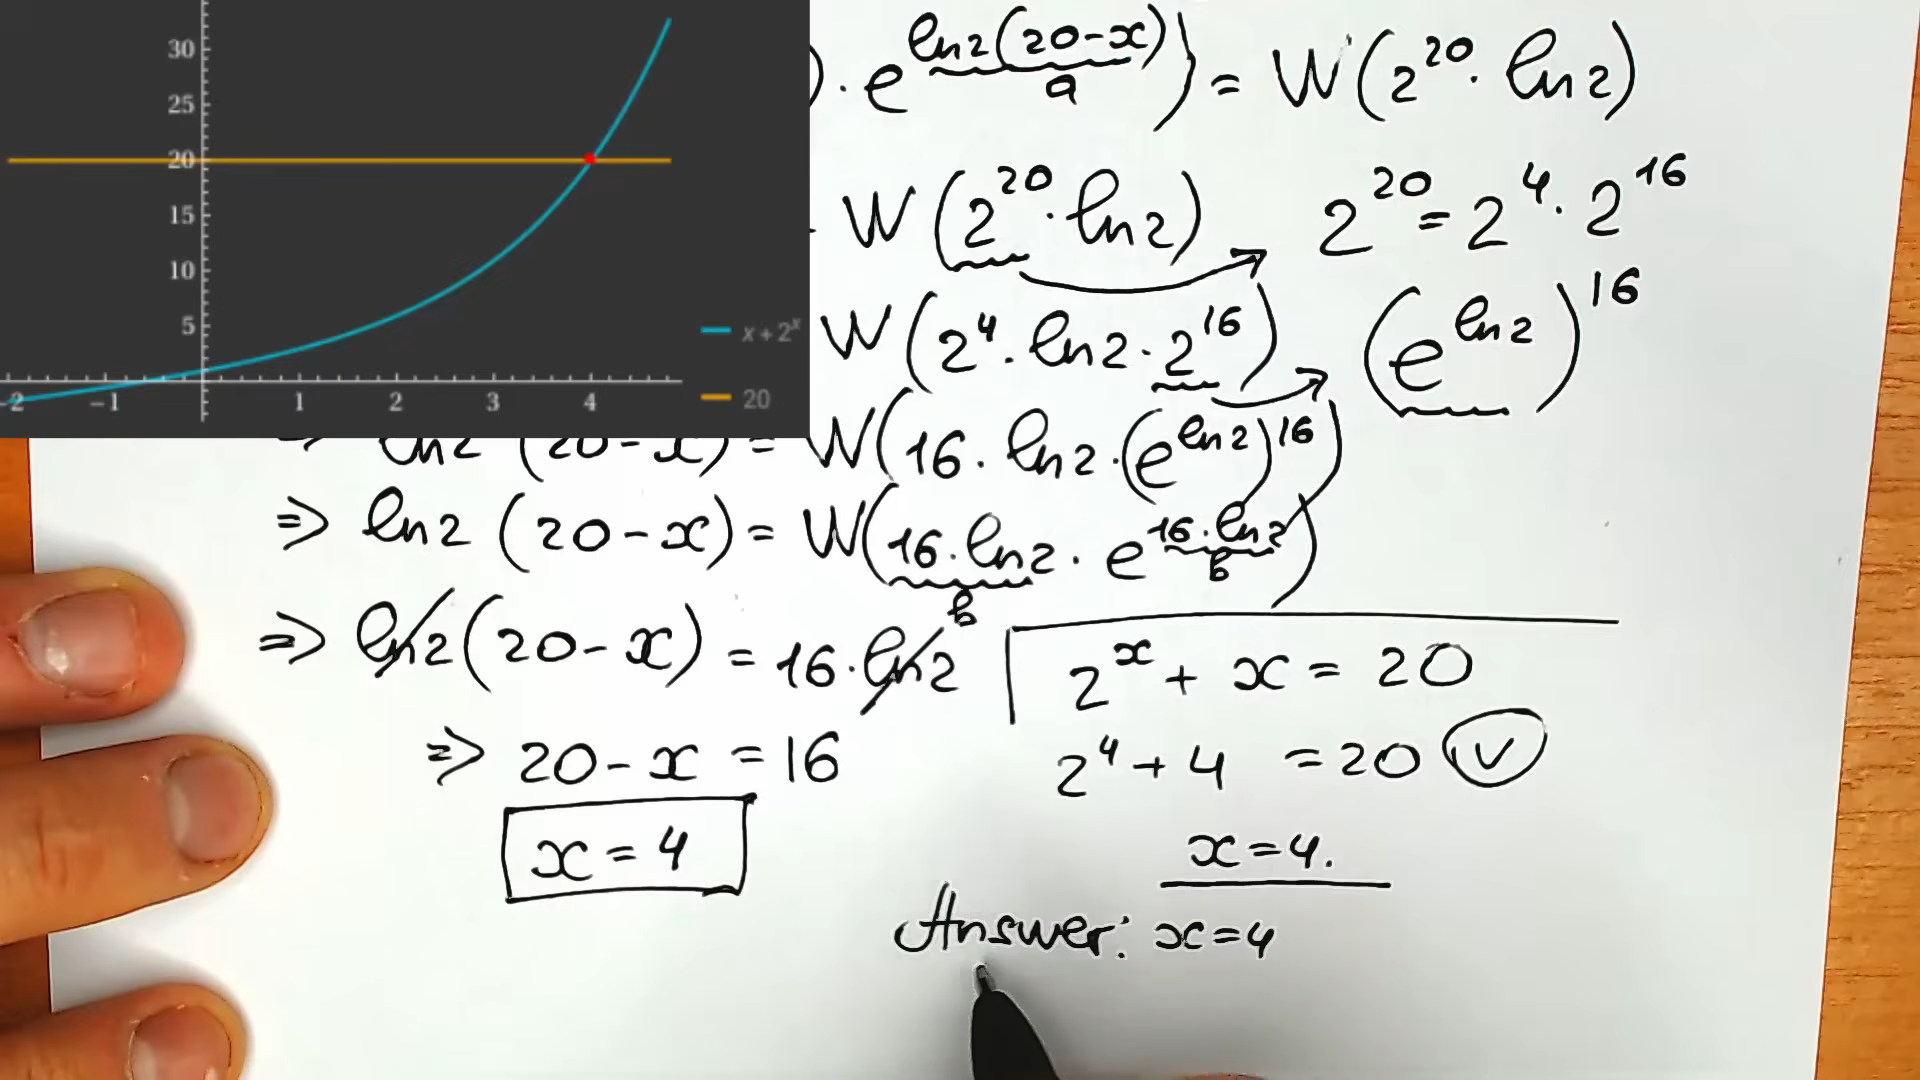 30
25
20
15
10
5
-2 -1 1 2 3 4
x + 2^x
20
) · e^{ln2(20-x)} ) = W(2^{20} · ln2)
a
W(2^{20} · ln2) 2^{20} = 2^4 · 2^{16}
W(2^4 · ln2 · 2^{16}) (e^{ln2})^{16}
⇒ ln2 (20-x) = W(16 · ln2 · (e^{ln2})^{16})
⇒ ln2 (20-x) = W(16 · ln2 · e^{16 · ln2})
b b
⇒ ln2 (20-x) = 16 · ln2
⇒ 20-x = 16
x = 4
2^x + x = 20
2^4 + 4 = 20 v
x = 4.
Answer: x = 4